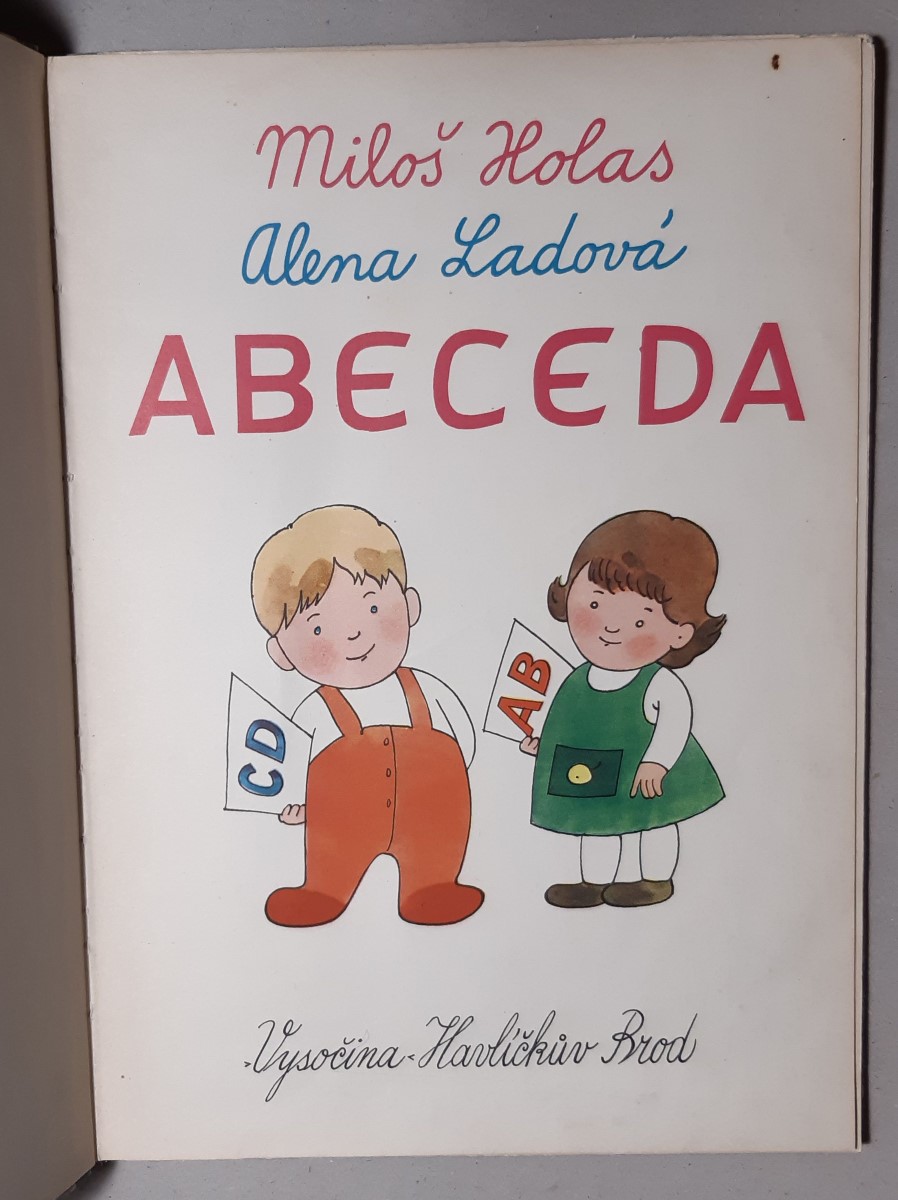 Miloš Holas
Alena Ladová
ABECEDA
CD
AB
»Vysočina« Havlíčkův Brod